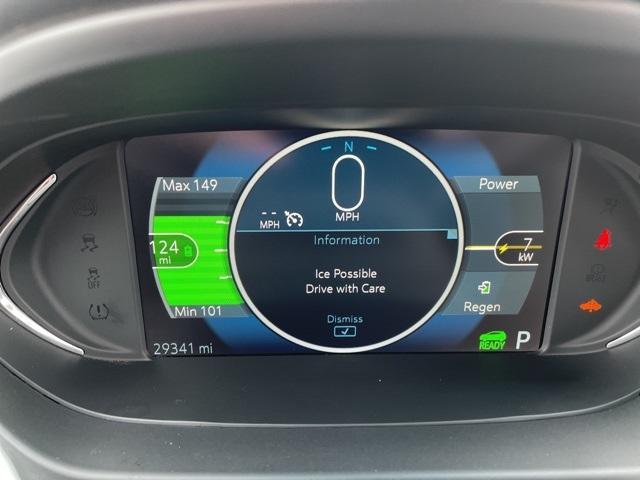 N
Max 149
Power
0
-- MPH
MPH
124
mi
7
kW
Information
Ice Possible
Drive with Care
Min 101
Regen
Dismiss
29341 mi
READY
P
OFF